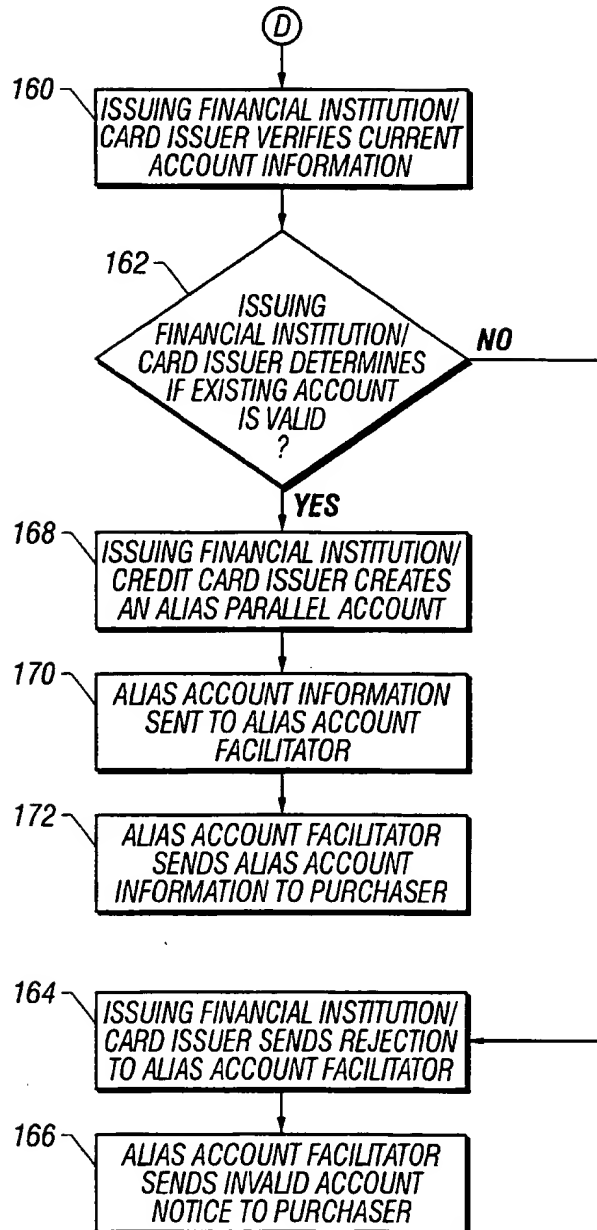 D
160
ISSUING FINANCIAL INSTITUTION/
CARD ISSUER VERIFIES CURRENT
ACCOUNT INFORMATION
162
ISSUING
FINANCIAL INSTITUTION/
CARD ISSUER DETERMINES
IF EXISTING ACCOUNT
IS VALID
?
NO
YES
168
ISSUING FINANCIAL INSTITUTION/
CREDIT CARD ISSUER CREATES
AN ALIAS PARALLEL ACCOUNT
170
ALIAS ACCOUNT INFORMATION
SENT TO ALIAS ACCOUNT
FACILITATOR
172
ALIAS ACCOUNT FACILITATOR
SENDS ALIAS ACCOUNT
INFORMATION TO PURCHASER
164
ISSUING FINANCIAL INSTITUTION/
CARD ISSUER SENDS REJECTION
TO ALIAS ACCOUNT FACILITATOR
166
ALIAS ACCOUNT FACILITATOR
SENDS INVALID ACCOUNT
NOTICE TO PURCHASER